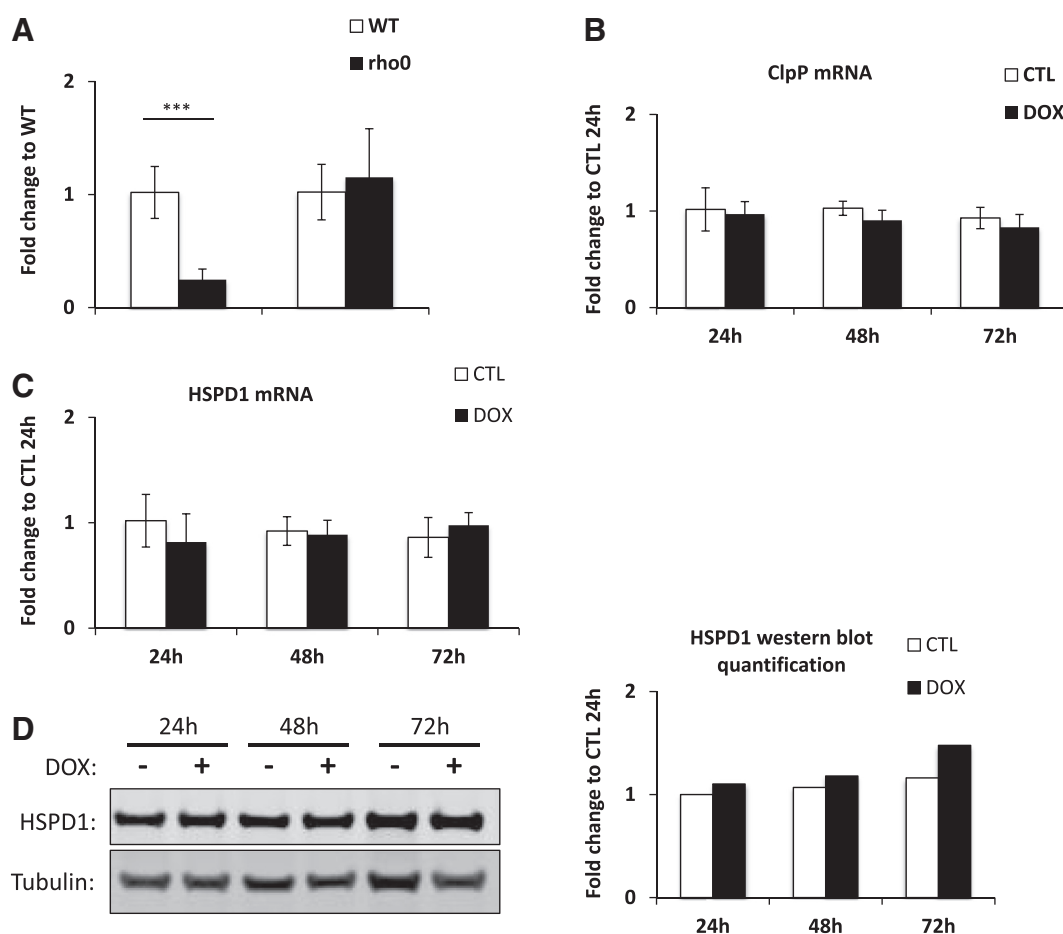 A
WT
rho0
Fold change to WT
2
1
0
***
B
ClpP mRNA
CTL
DOX
Fold change to CTL 24h
2
1
0
24h 48h 72h
C
HSPD1 mRNA
CTL
DOX
Fold change to CTL 24h
2
1
0
24h 48h 72h
D
24h 48h 72h
DOX: - + - + - +
HSPD1:
Tubulin:
HSPD1 western blot
quantification
CTL
DOX
Fold change to CTL 24h
2
1
0
24h 48h 72h